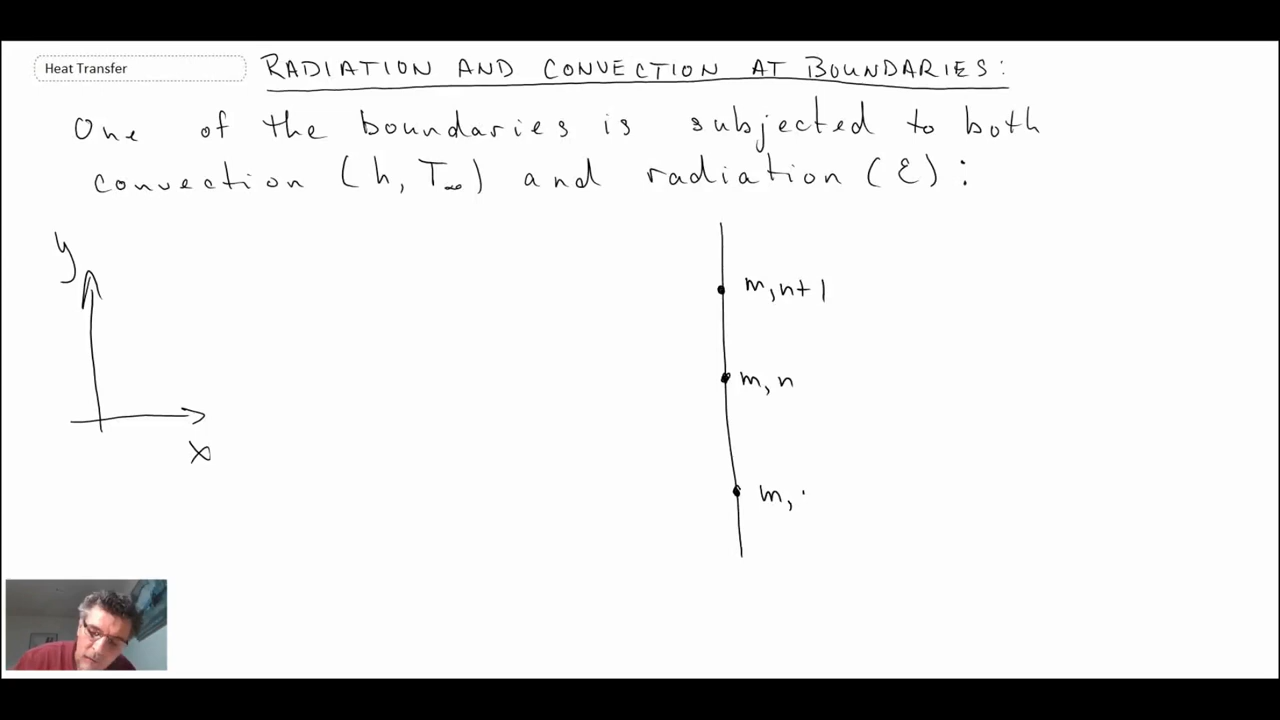 Heat Transfer
RADIATION AND CONVECTION AT BOUNDARIES:
One of the boundaries is subjected to both
convection (h, T∞) and radiation (ε):
y
m,n+1
m,n
x
m,